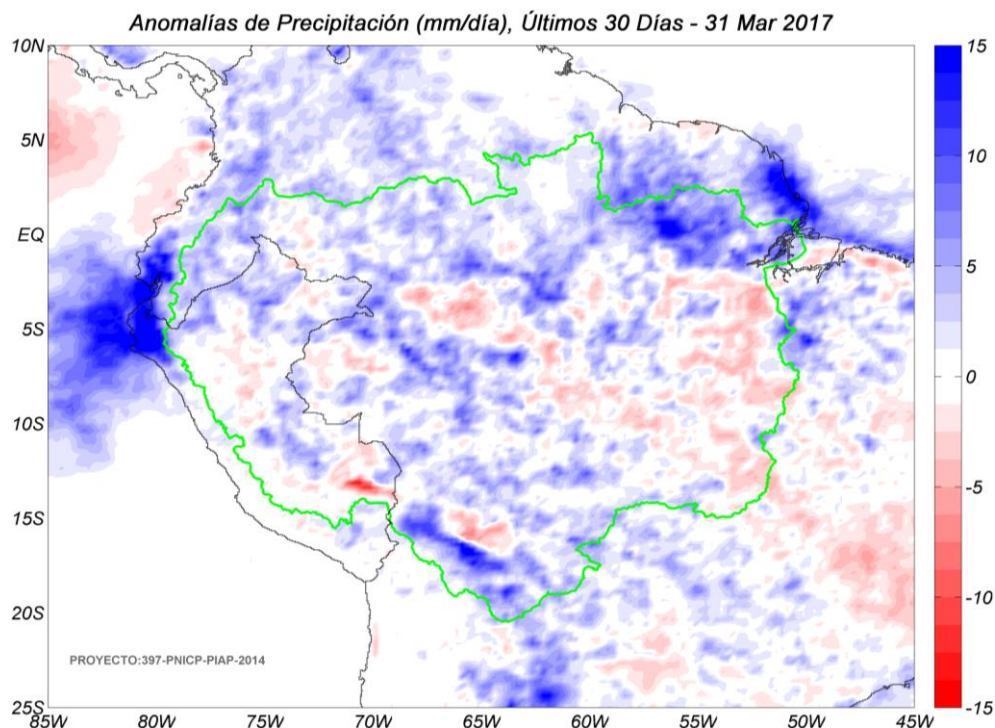 Anomalías de Precipitación (mm/día), Últimos 30 Días - 31 Mar 2017
10N
5N
EQ
5S
10S
15S
20S
25S
85W 80W 75W 70W 65W 60W 55W 50W 45W
15
10
5
0
-5
-10
-15
PROYECTO:397-PNICP-PIAP-2014